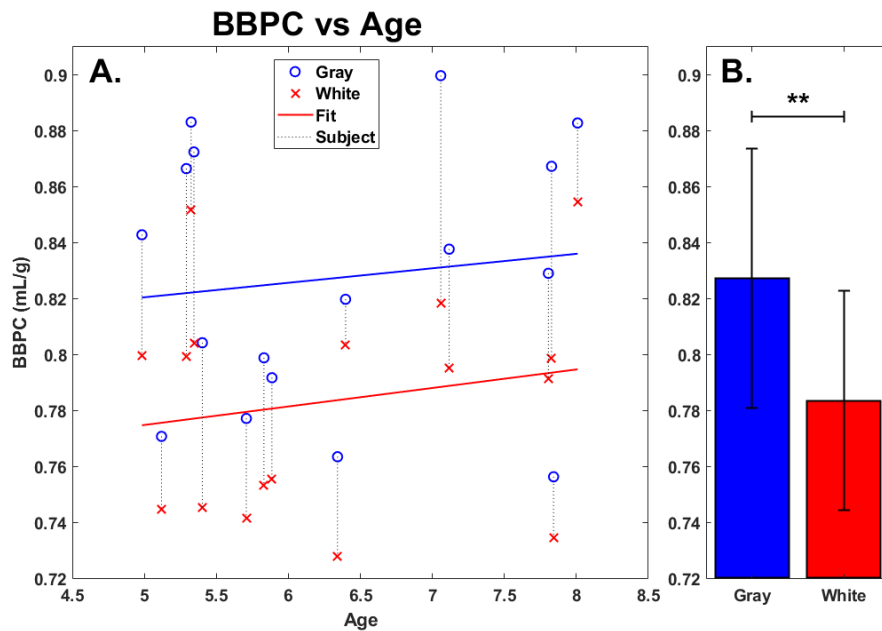 BBPC vs Age
A.
Gray
White
Fit
Subject
BBPC (mL/g)
0.9
0.88
0.86
0.84
0.82
0.8
0.78
0.76
0.74
0.72
4.5 5 5.5 6 6.5 7 7.5 8 8.5
Age
B.
**
0.9
0.88
0.86
0.84
0.82
0.8
0.78
0.76
0.74
0.72
Gray White